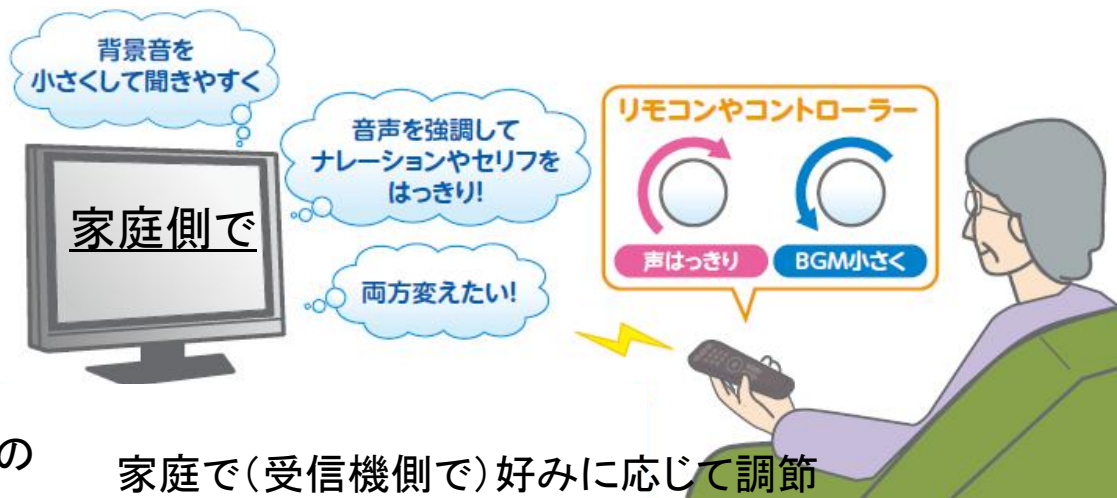 背景音を
小さくして聞きやすく
音声を強調して
ナレーションやセリフを
はっきり!
両方変えたい!
家庭側で
リモコンやコントローラー
声はっきり
BGM小さく
の
家庭で(受信機側で)好みに応じて調節